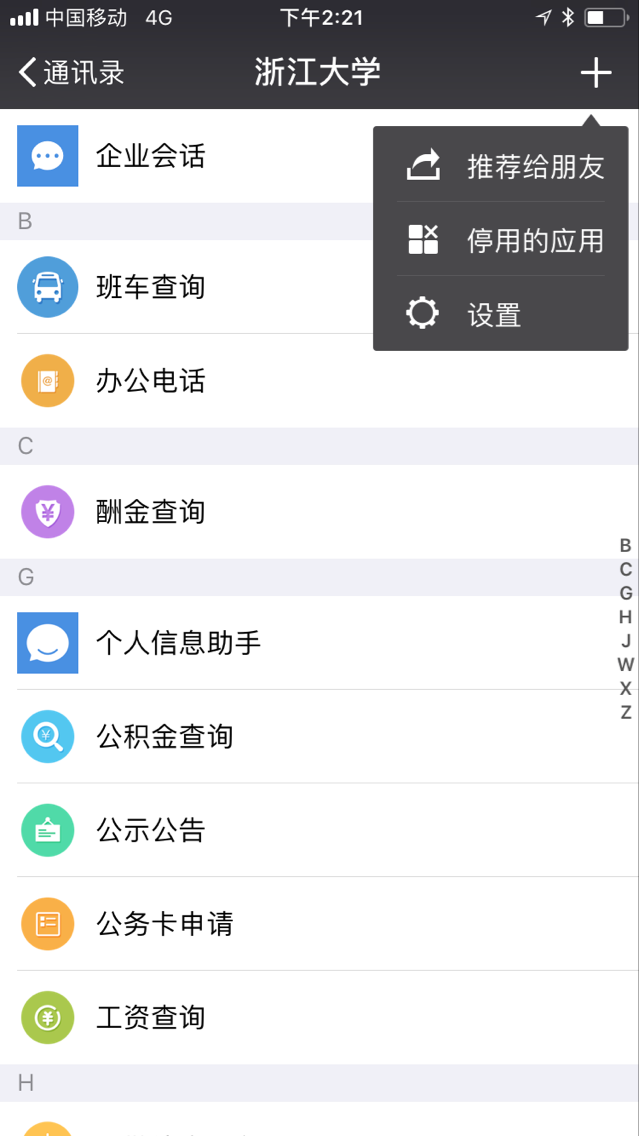 中国移动 4G 下午2:21
通讯录 浙江大学
企业会话
推荐给朋友
停用的应用
设置
B
班车查询
办公电话
C
酬金查询
G
个人信息助手
公积金查询
公示公告
公务卡申请
工资查询
H
B
C
G
H
J
W
X
Z